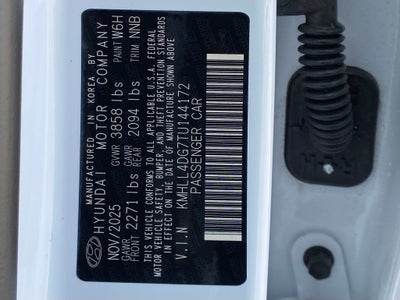 MANUFACTURED IN KOREA BY
HYUNDAI MOTOR COMPANY
NOV/2025 GVWR 3858 lbs PAINT W6H
GAWR FRONT 2271 lbs GAWR REAR 2094 lbs TRIM NNB
THIS VEHICLE CONFORMS TO ALL APPLICABLE U.S.A. FEDERAL
MOTOR VEHICLE SAFETY, BUMPER, AND THEFT PREVENTION STANDARDS
IN EFFECT ON THE DATE OF MANUFACTURE SHOWN ABOVE.
V.I.N KMHLL4DG7TU144172
PASSENGER CAR